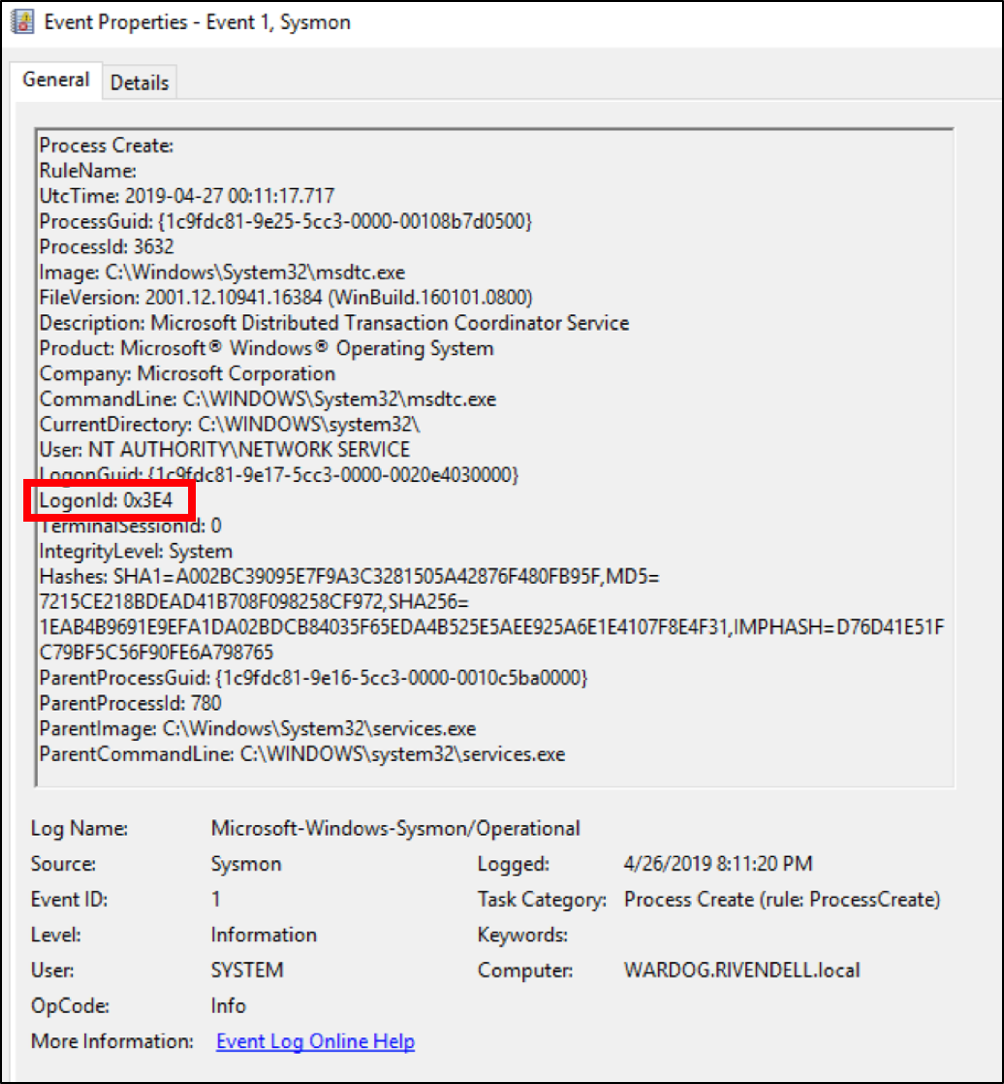 Event Properties - Event 1, Sysmon
General Details
Process Create:
RuleName:
UtcTime: 2019-04-27 00:11:17.717
ProcessGuid: {1c9fdc81-9e25-5cc3-0000-00108b7d0500}
ProcessId: 3632
Image: C:\Windows\System32\msdtc.exe
FileVersion: 2001.12.10941.16384 (WinBuild.160101.0800)
Description: Microsoft Distributed Transaction Coordinator Service
Product: Microsoft® Windows® Operating System
Company: Microsoft Corporation
CommandLine: C:\WINDOWS\System32\msdtc.exe
CurrentDirectory: C:\WINDOWS\system32\
User: NT AUTHORITY\NETWORK SERVICE
LogonGuid: {1c9fdc81-9e17-5cc3-0000-0020e4030000}
LogonId: 0x3E4
TerminalSessionId: 0
IntegrityLevel: System
Hashes: SHA1=A002BC39095E7F9A3C3281505A42876F480FB95F,MD5=
7215CE218BDEAD41B708F098258CF972,SHA256=
1EAB4B9691E9EFA1DA02BDCB84035F65EDA4B525E5AEE925A6E1E4107F8E4F31,IMPHASH=D76D41E51F
C79BF5C56F90FE6A798765
ParentProcessGuid: {1c9fdc81-9e16-5cc3-0000-0010c5ba0000}
ParentProcessId: 780
ParentImage: C:\Windows\System32\services.exe
ParentCommandLine: C:\WINDOWS\system32\services.exe
Log Name: Microsoft-Windows-Sysmon/Operational
Source: Sysmon Logged: 4/26/2019 8:11:20 PM
Event ID: 1 Task Category: Process Create (rule: ProcessCreate)
Level: Information Keywords:
User: SYSTEM Computer: WARDOG.RIVENDELL.local
OpCode: Info
More Information: Event Log Online Help